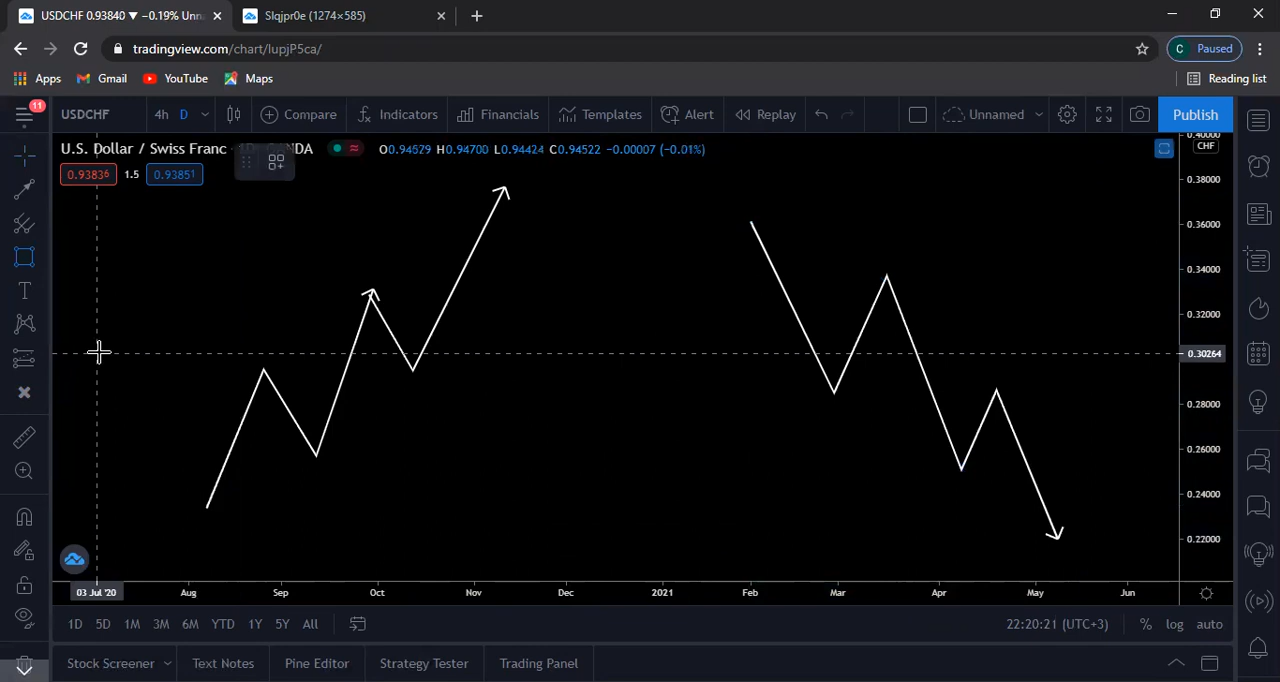 USDCHF 0.93840 ▼ −0.19% Unn
Slqjpr0e (1274×585)
tradingview.com/chart/lupjP5ca/
C Paused
Apps Gmail YouTube Maps
Reading list
11
USDCHF 4h D Compare Indicators Financials Templates Alert Replay Unnamed Publish
U.S. Dollar / Swiss Franc O0.94529 H0.94700 L0.94424 C0.94522 −0.00007 (−0.01%)
0.93836 1.5 0.93851
0.40000
CHF
0.38000
0.36000
0.34000
0.32000
0.30264
0.28000
0.26000
0.24000
0.22000
03 Jul '20 Aug Sep Oct Nov Dec 2021 Feb Mar Apr May Jun
1D 5D 1M 3M 6M YTD 1Y 5Y All 22:20:21 (UTC+3) % log auto
Stock Screener Text Notes Pine Editor Strategy Tester Trading Panel